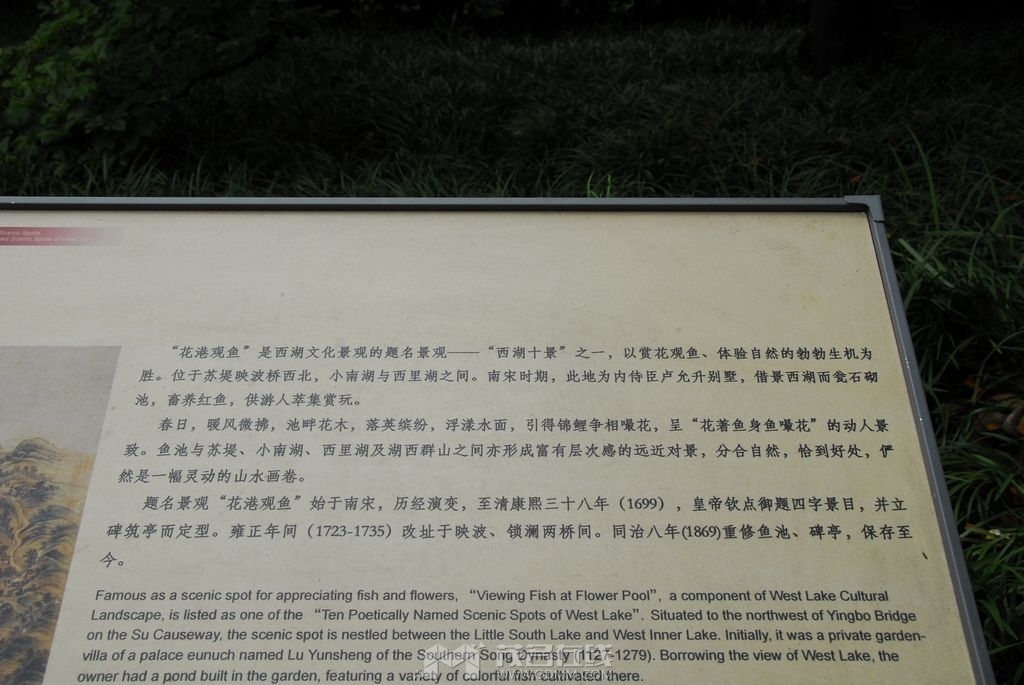 Scenic Spots
ed Scenic Spots of West
“花港观鱼”是西湖文化景观的题名景观——“西湖十景”之一，以赏花观鱼、体验自然的勃勃生机为
胜。位于苏堤映波桥西北，小南湖与西里湖之间。南宋时期，此地为内侍臣卢允升别墅，借景西湖而瓮石砌
池，畜养红鱼，供游人萃集赏玩。
春日，暖风微拂，池畔花木，落英缤纷，浮漾水面，引得锦鲤争相嘬花，呈“花著鱼身鱼嘬花”的动人景
致。鱼池与苏堤、小南湖、西里湖及湖西群山之间亦形成富有层次感的远近对景，分合自然，恰到好处，俨
然是一幅灵动的山水画卷。
题名景观“花港观鱼”始于南宋，历经演变，至清康熙三十八年（1699），皇帝钦点御题四字景目，并立
碑筑亭而定型。雍正年间（1723-1735）改址于映波、锁澜两桥间。同治八年(1869)重修鱼池、碑亭，保存至
今。
Famous as a scenic spot for appreciating fish and flowers, “Viewing Fish at Flower Pool”, a component of West Lake Cultural
Landscape, is listed as one of the “Ten Poetically Named Scenic Spots of West Lake”. Situated to the northwest of Yingbo Bridge
on the Su Causeway, the scenic spot is nestled between the Little South Lake and West Inner Lake. Initially, it was a private garden-
villa of a palace eunuch named Lu Yunsheng of the Southern Song Dynasty (1127-1279). Borrowing the view of West Lake, the
owner had a pond built in the garden, featuring a variety of colorful fish cultivated there.